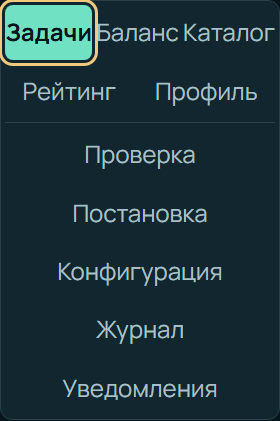 Задачи Баланс Каталог
Рейтинг Профиль
Проверка
Постановка
Конфигурация
Журнал
Уведомления